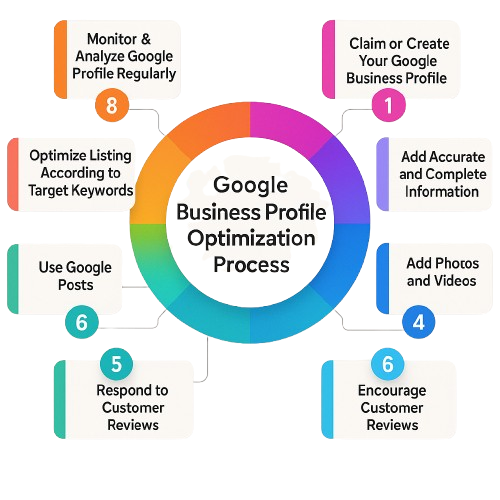 Monitor &
Analyze Google
Profile Regularly
8
Claim or Create
Your Google
Business Profile
1
Optimize Listing
According to
Target Keywords
Add Accurate
and Complete
Information
Google
Business Profile
Optimization
Process
Use Google
Posts
6
Add Photos
and Videos
4
5
Respond to
Customer
Reviews
6
Encourage
Customer
Reviews